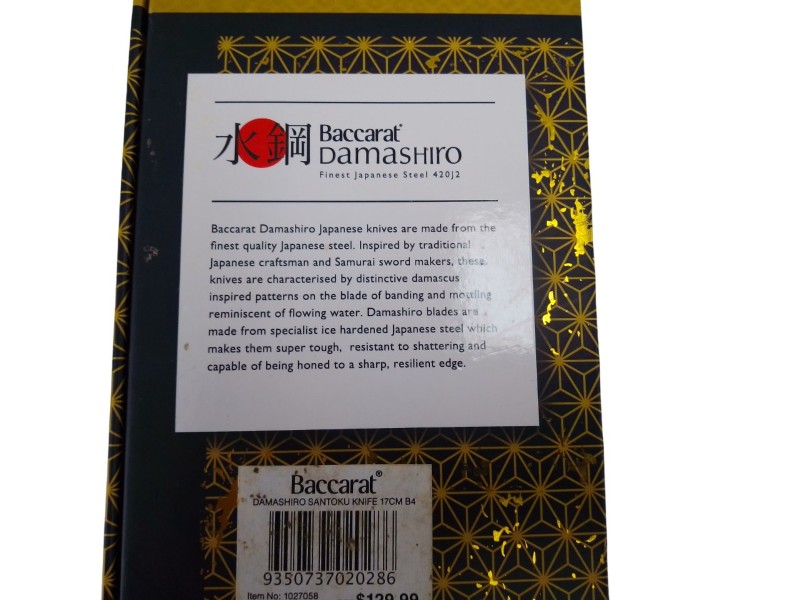 水鋼 Baccarat®
DAMASHIRO
Finest Japanese Steel 420J2
Baccarat Damashiro Japanese knives are made from the
finest quality Japanese steel. Inspired by traditional
Japanese craftsman and Samurai sword makers, these
knives are characterised by distinctive damascus
inspired patterns on the blade of banding and mottling
reminiscent of flowing water. Damashiro blades are
made from specialist ice hardened Japanese steel which
makes them super tough, resistant to shattering and
capable of being honed to a sharp, resilient edge.
Baccarat®
DAMASHIRO SANTOKU KNIFE 17CM B4
9350737020286
Item No: 1027058 $129.99